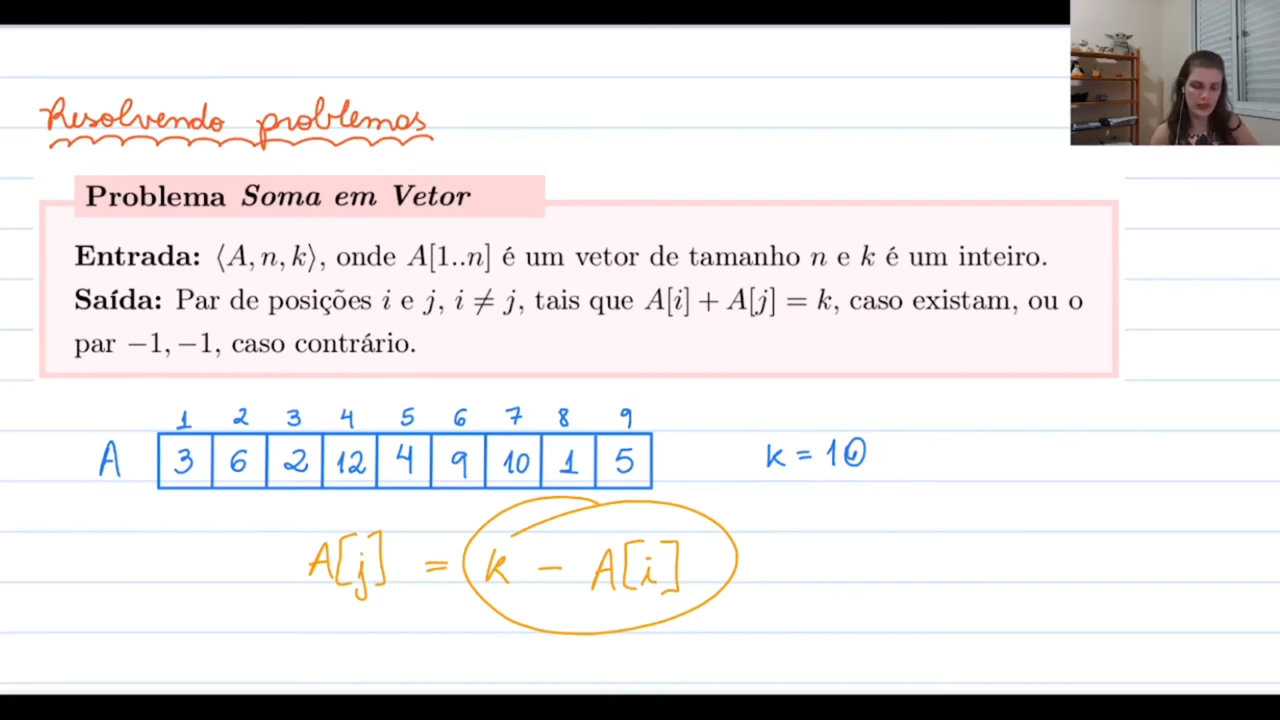 Resolvendo problemas
Problema Soma em Vetor
Entrada: ⟨A, n, k⟩, onde A[1..n] é um vetor de tamanho n e k é um inteiro.
Saída: Par de posições i e j, i ≠ j, tais que A[i] + A[j] = k, caso existam, ou o
par −1, −1, caso contrário.
1 2 3 4 5 6 7 8 9
A 3 6 2 12 4 9 10 1 5 k = 10
A[j] = k − A[i]